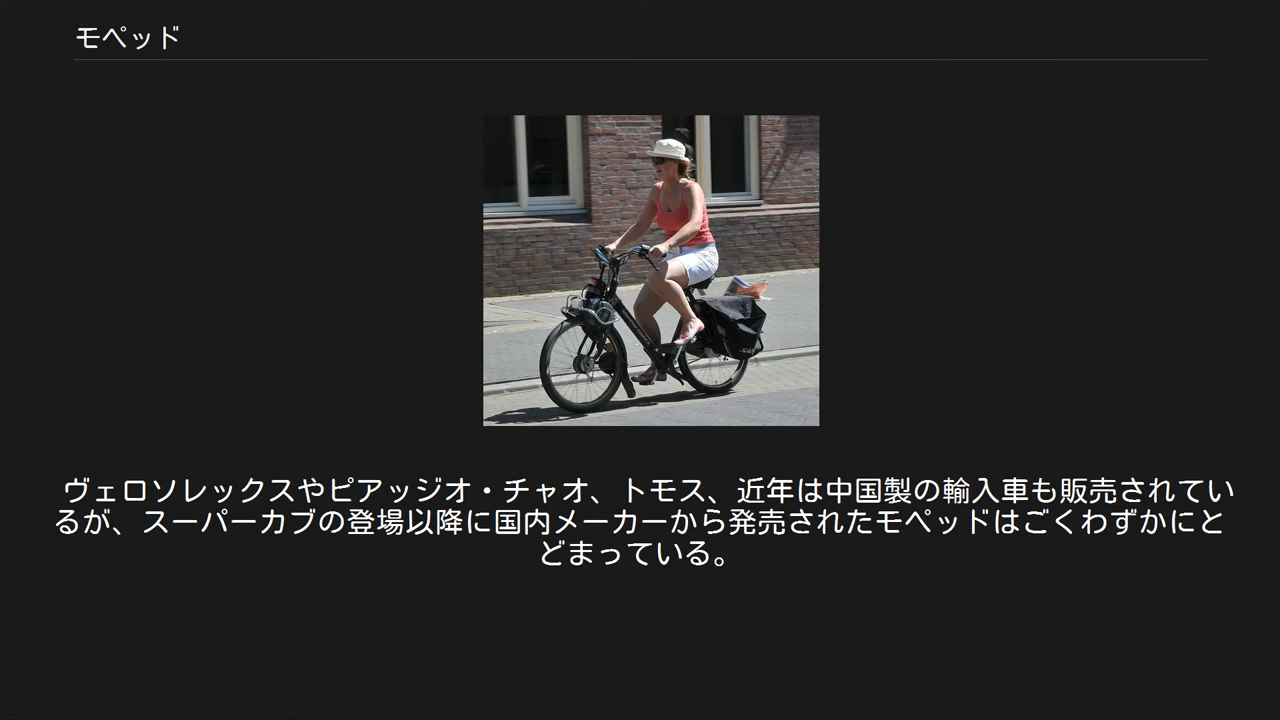 モペッド
ヴェロソレックスやピアッジオ・チャオ、トモス、近年は中国製の輸入車も販売されてい
るが、スーパーカブの登場以降に国内メーカーから発売されたモペッドはごくわずかにと
どまっている。